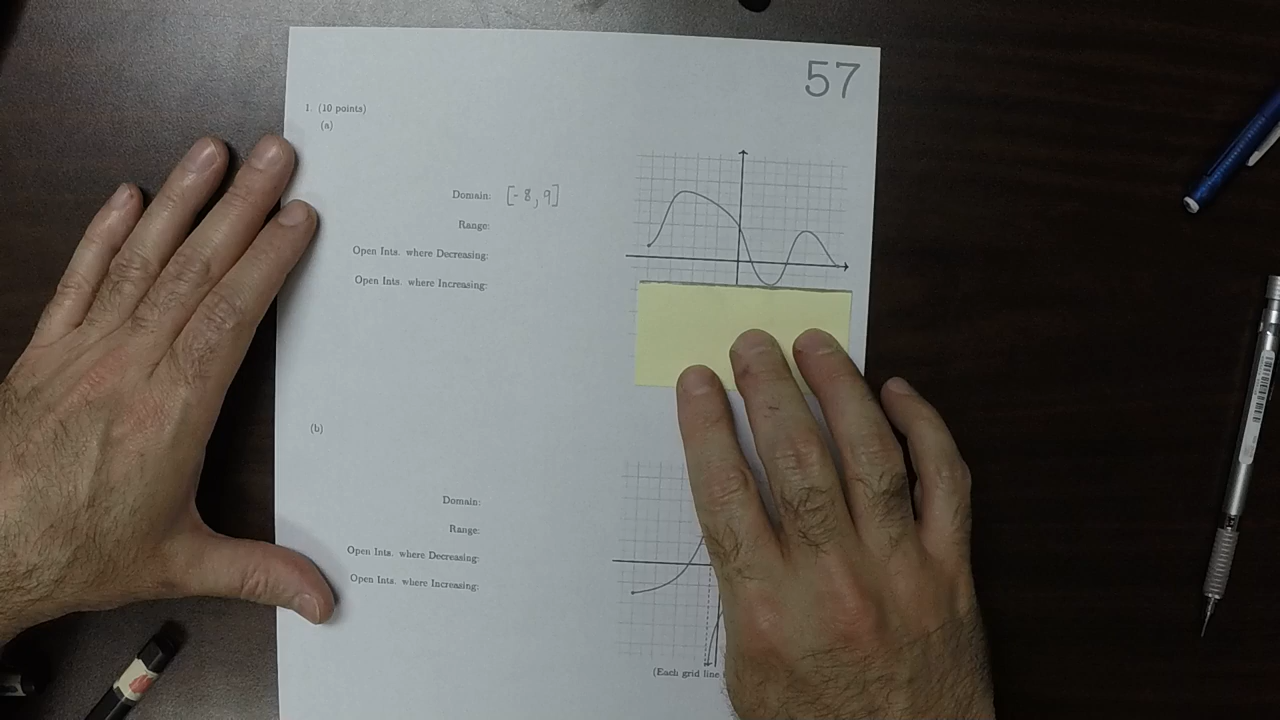 57
1. (10 points)
(a)
Domain: [-8, 9]
Range:
Open Ints. where Decreasing:
Open Ints. where Increasing:
(b)
Domain:
Range:
Open Ints. where Decreasing:
Open Ints. where Increasing:
(Each grid line